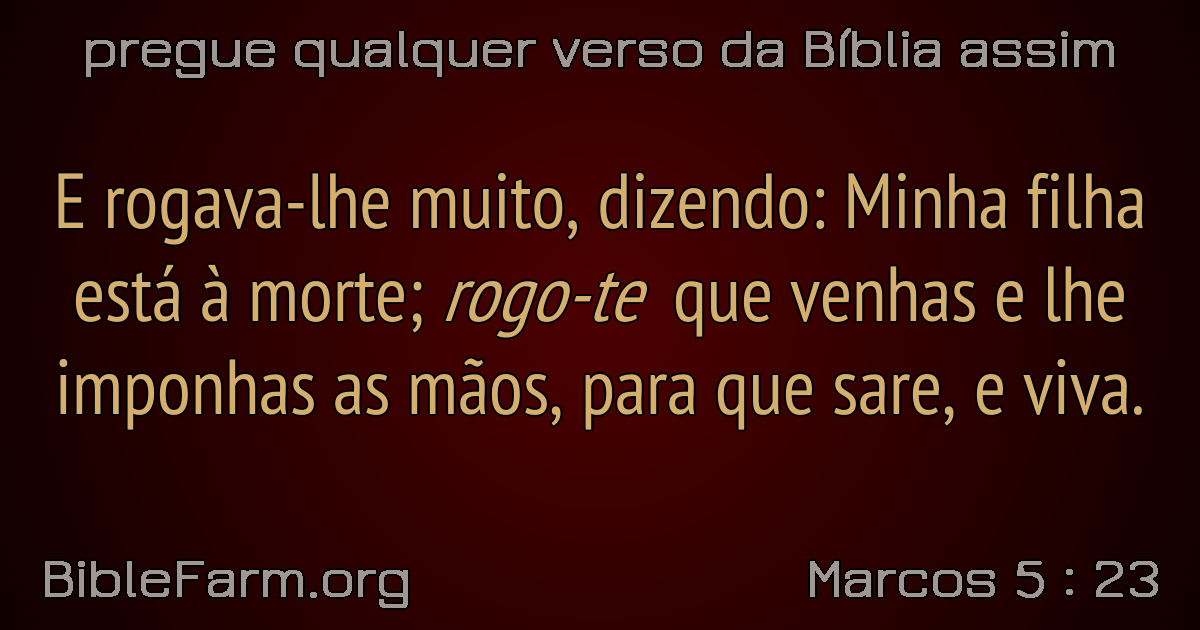 pregue qualquer verso da Bíblia assim
E rogava-lhe muito, dizendo: Minha filha
está à morte; rogo-te que venhas e lhe
imponhas as mãos, para que sare, e viva.
BibleFarm.org
Marcos 5 : 23